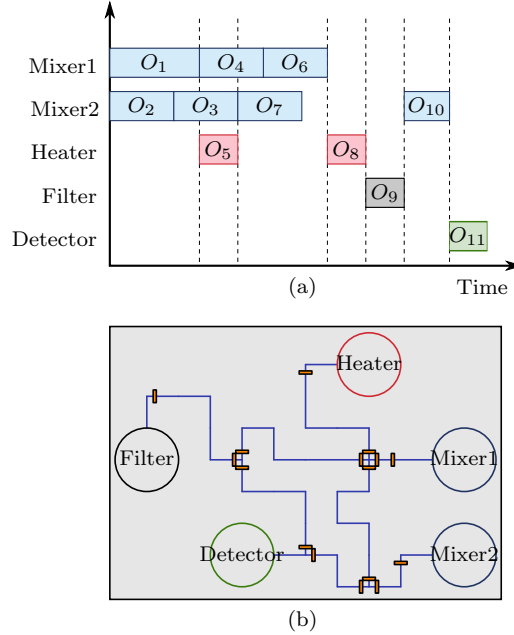 Mixer1 O1 O4 O6
Mixer2 O2 O3 O7 O10
Heater O5 O8
Filter O9
Detector O11
Time
(a)
Heater
Filter Mixer1
Detector Mixer2
(b)